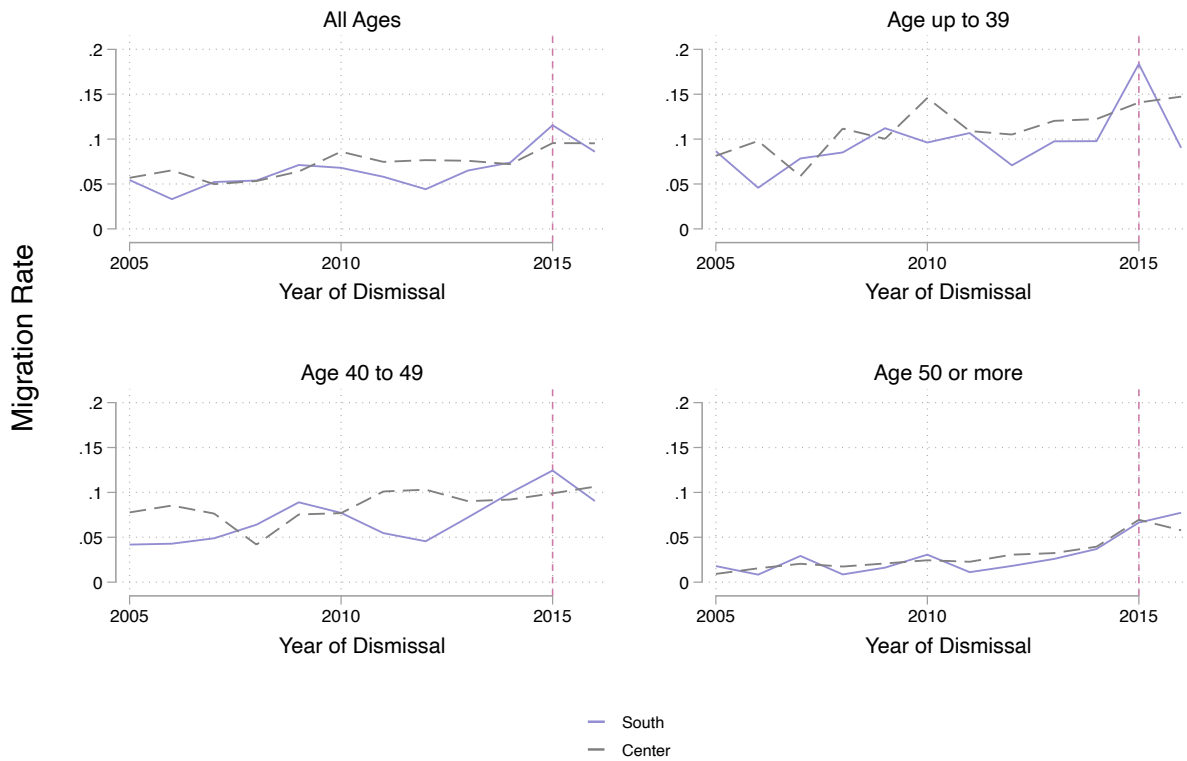 All Ages
.2
.15
.1
.05
0
2005 2010 2015
Year of Dismissal
Age up to 39
.2
.15
.1
.05
0
2005 2010 2015
Year of Dismissal
Migration Rate
Age 40 to 49
.2
.15
.1
.05
0
2005 2010 2015
Year of Dismissal
Age 50 or more
.2
.15
.1
.05
0
2005 2010 2015
Year of Dismissal
South
Center